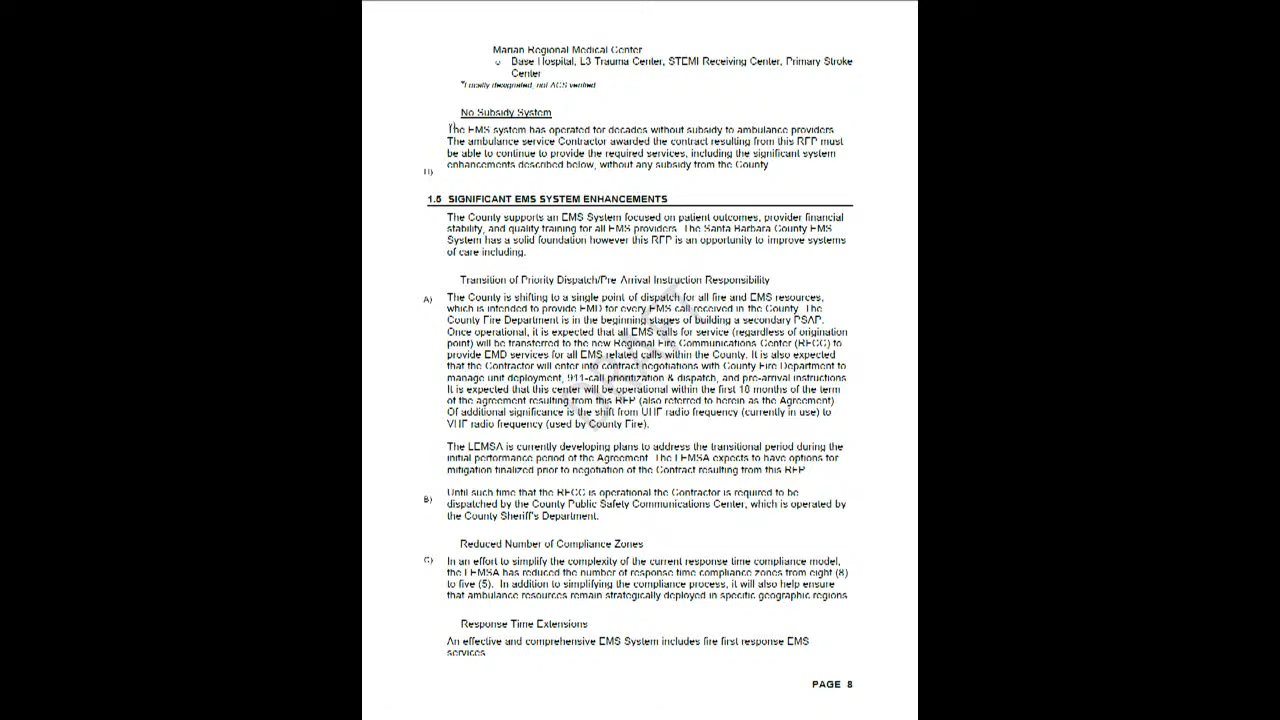 Marian Regional Medical Center
o Base Hospital, L3 Trauma Center, STEMI Receiving Center, Primary Stroke
Center
*Locally designated, not ACS verified
No Subsidy System
The EMS system has operated for decades without subsidy to ambulance providers
The ambulance service Contractor awarded the contract resulting from this RFP must
be able to continue to provide the required services, including the significant system
enhancements described below, without any subsidy from the County
H)
1.5 SIGNIFICANT EMS SYSTEM ENHANCEMENTS
The County supports an EMS System focused on patient outcomes, provider financial
stability, and quality training for all EMS providers. The Santa Barbara County EMS
System has a solid foundation however this RFP is an opportunity to improve systems
of care including.
Transition of Priority Dispatch/Pre Arrival Instruction Responsibility
A) The County is shifting to a single point of dispatch for all fire and EMS resources,
which is intended to provide EMD for every EMS call received in the County. The
County Fire Department is in the beginning stages of building a secondary PSAP.
Once operational, it is expected that all EMS calls for service (regardless of origination
point) will be transferred to the new Regional Fire Communications Center (RFCC) to
provide EMD services for all EMS related calls within the County. It is also expected
that the Contractor will enter into contract negotiations with County Fire Department to
manage unit deployment, 911-call prioritization & dispatch, and pre-arrival instructions
It is expected that this center will be operational within the first 18 months of the term
of the agreement resulting from this RFP (also referred to herein as the Agreement)
Of additional significance is the shift from UHF radio frequency (currently in use) to
VHF radio frequency (used by County Fire).
The LEMSA is currently developing plans to address the transitional period during the
initial performance period of the Agreement. The LEMSA expects to have options for
mitigation finalized prior to negotiation of the Contract resulting from this RFP
B) Until such time that the RFCC is operational the Contractor is required to be
dispatched by the County Public Safety Communications Center, which is operated by
the County Sheriff's Department.
Reduced Number of Compliance Zones
C) In an effort to simplify the complexity of the current response time compliance model,
the LEMSA has reduced the number of response time compliance zones from eight (8)
to five (5). In addition to simplifying the compliance process, it will also help ensure
that ambulance resources remain strategically deployed in specific geographic regions
Response Time Extensions
An effective and comprehensive EMS System includes fire first response EMS
services
PAGE 8
DRAFT